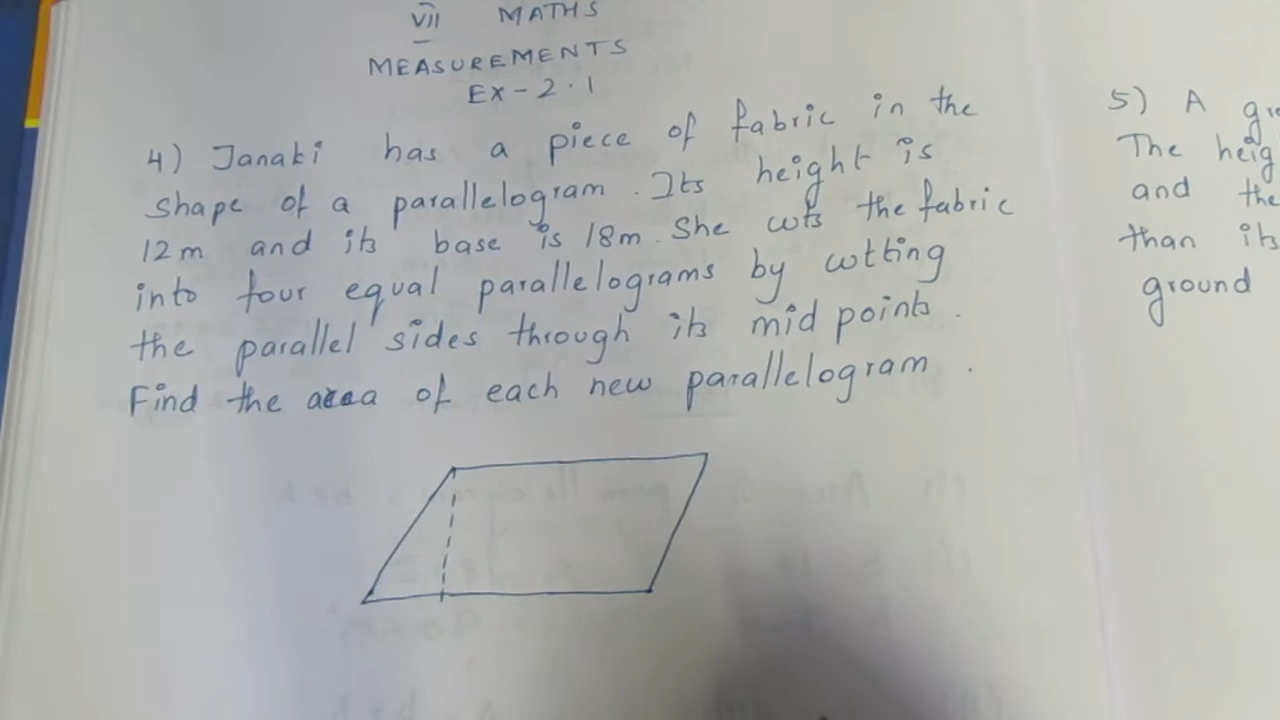 VII MATHS
MEASUREMENTS
EX-2.1
4) Janaki has a piece of fabric in the
shape of a parallelogram. Its height is
12m and its base is 18m. She cuts the fabric
into four equal parallelograms by cutting
the parallel sides through its mid points.
Find the area of each new parallelogram.
5) A
The
and the
than its
ground